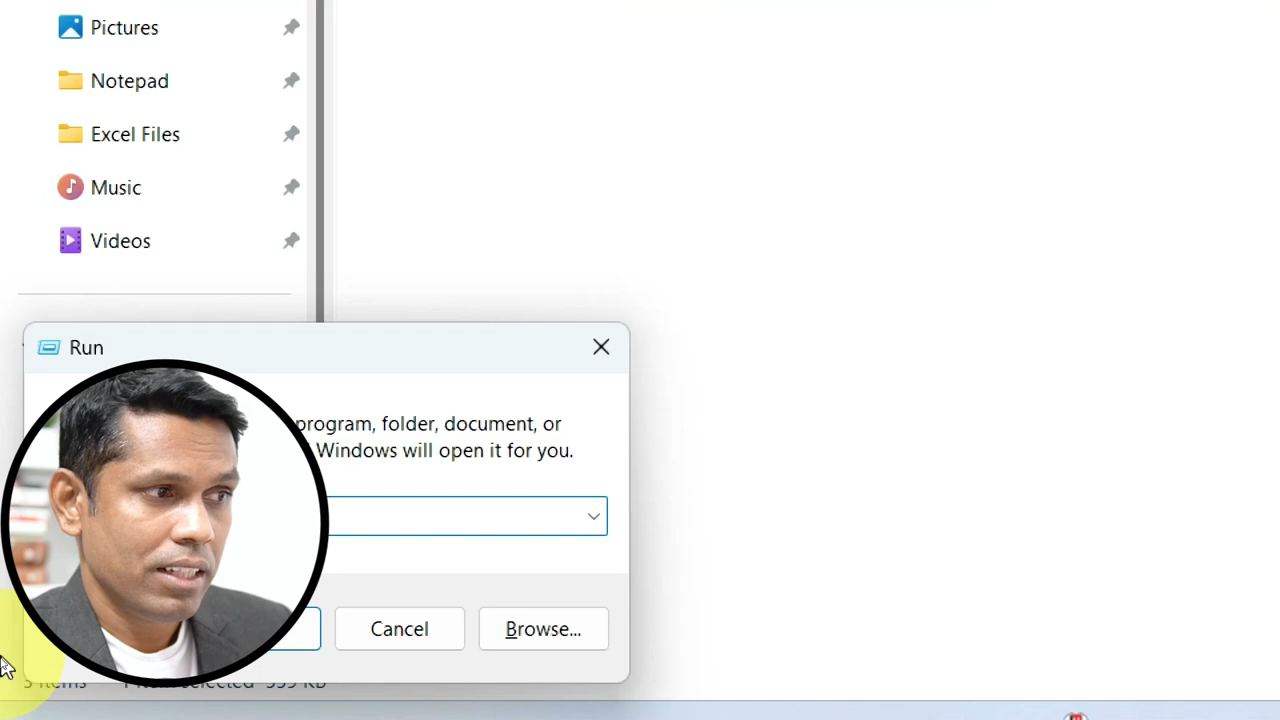 Pictures
Notepad
Excel Files
Music
Videos
Run
program, folder, document, or
Windows will open it for you.
Cancel
Browse...